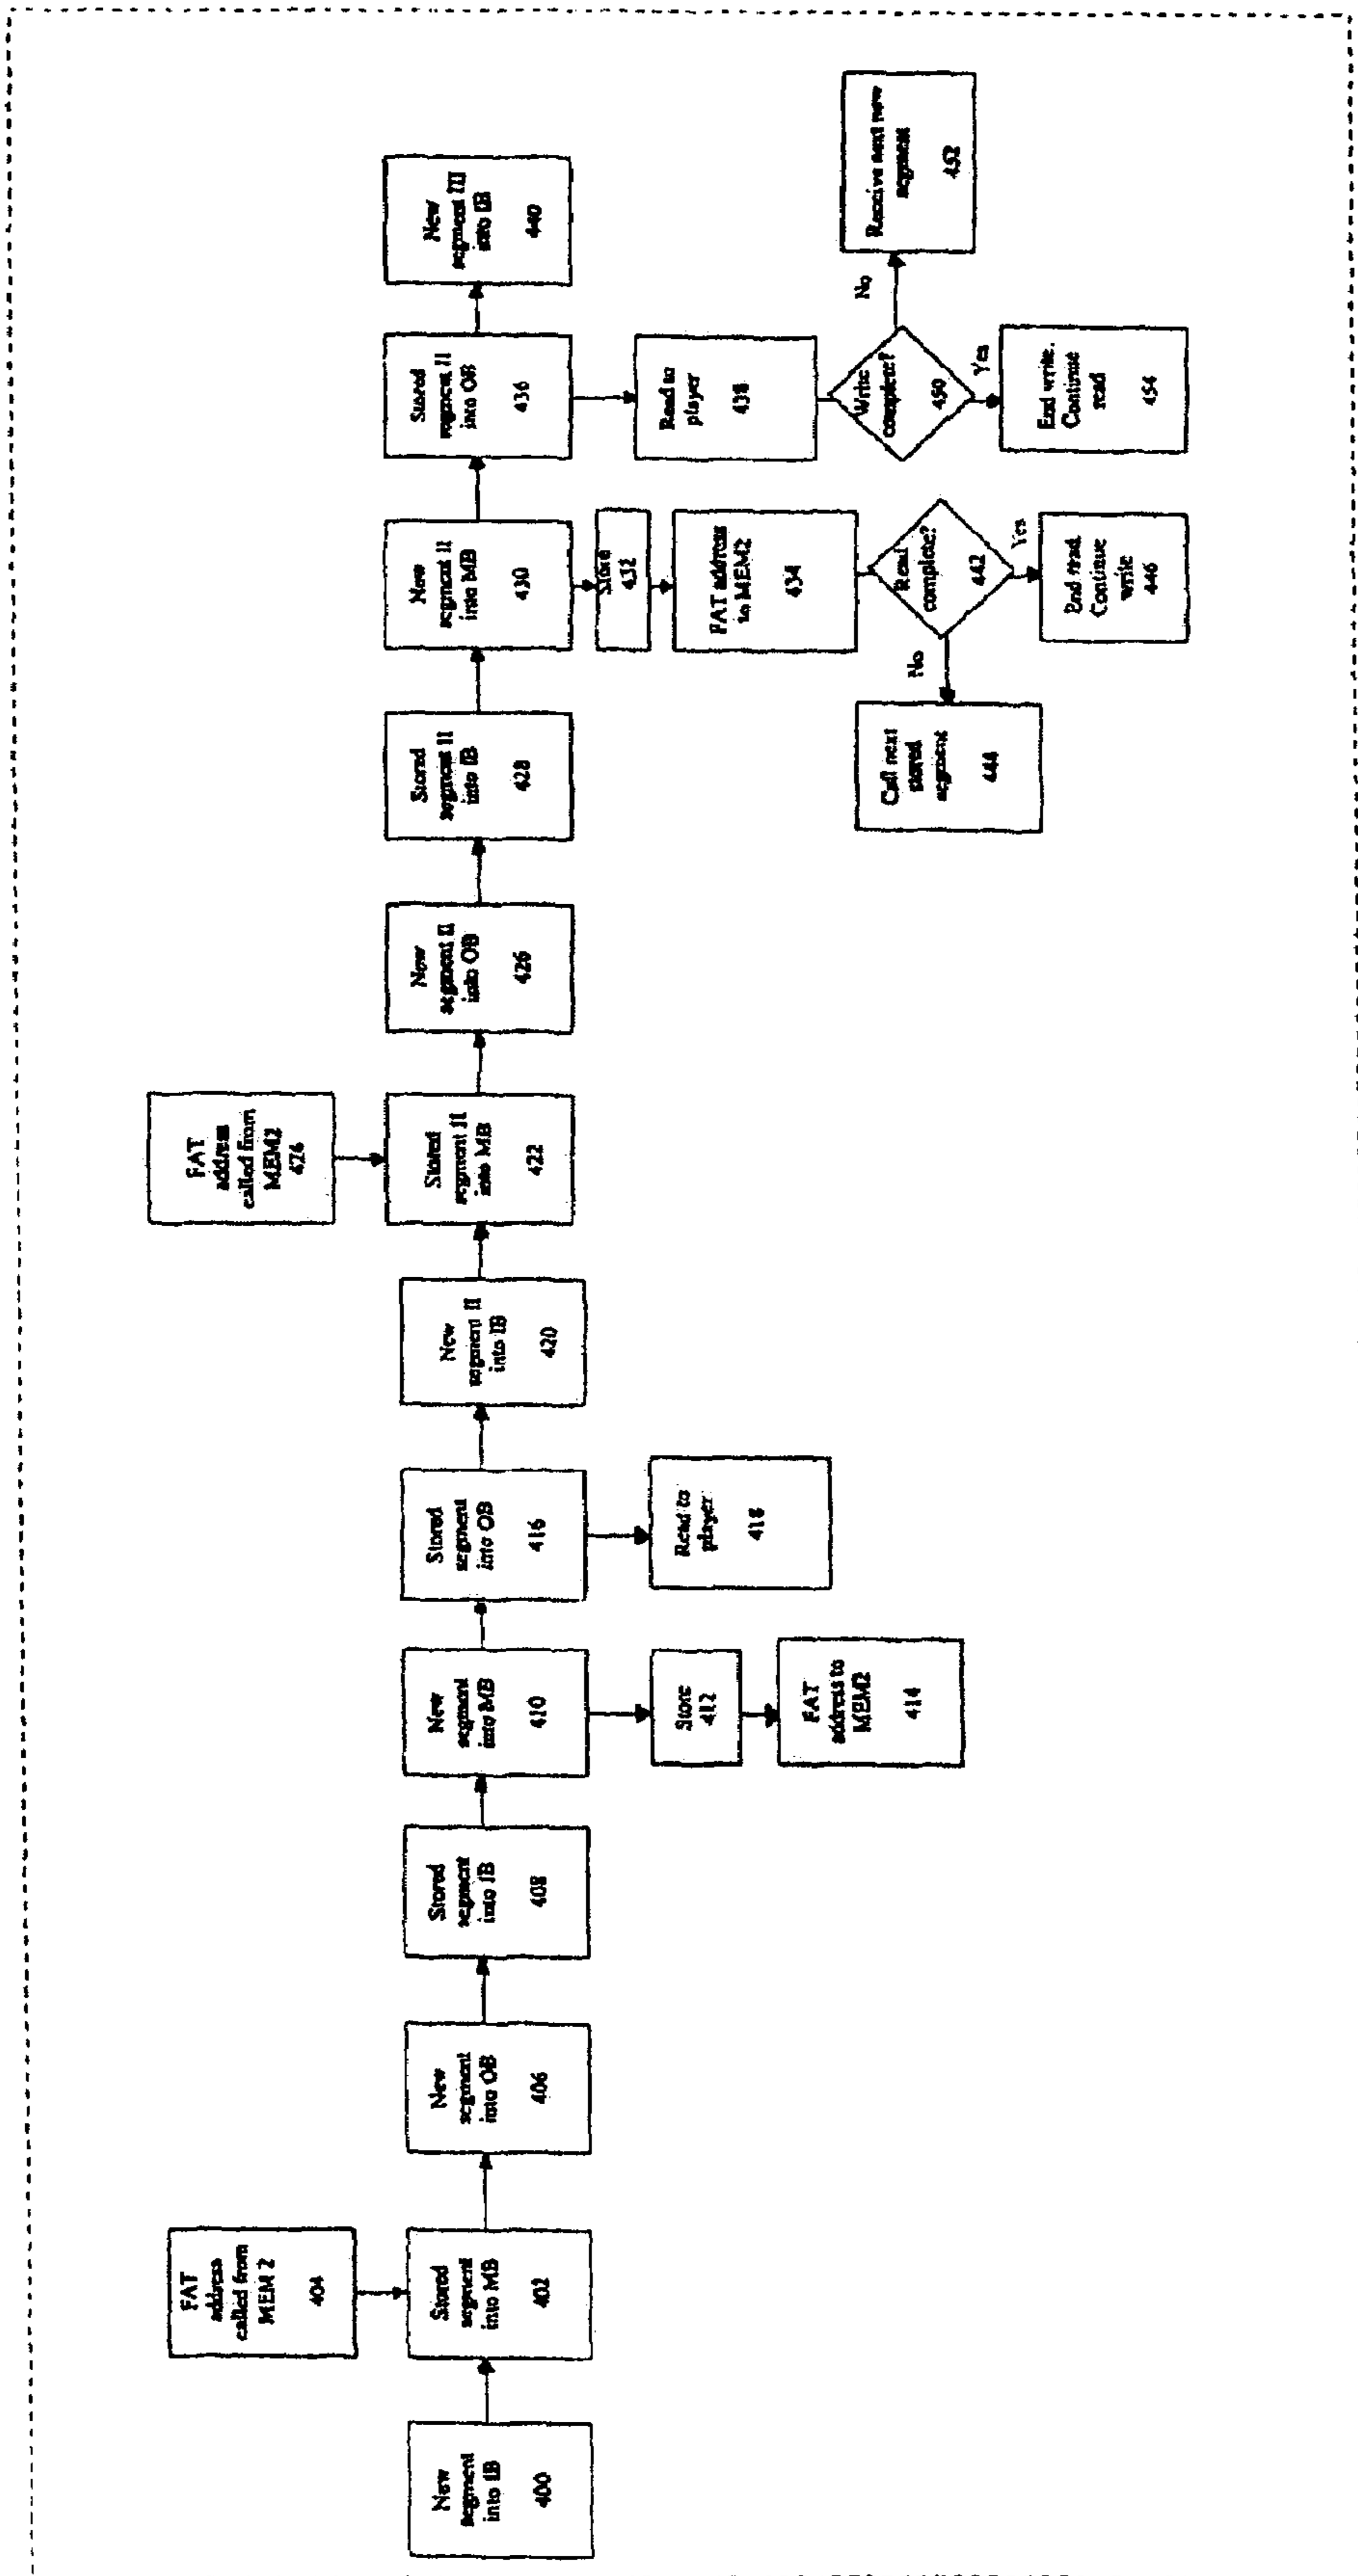 New
segment
into IB
400
FAT
address
called from
MEM 2
404
Stored
segment
into MB
402
New
segment
into OB
406
Stored
segment
into IB
408
New
segment
into MB
410
Store
412
FAT
address to
MEM2
414
Stored
segment
into OB
416
Read to
player
418
New
segment II
into IB
420
FAT
address
called from
MEM2
424
Stored
segment II
into MB
422
New
segment II
into OB
426
Stored
segment II
into IB
428
New
segment II
into MB
430
Store
432
FAT address
to MEM2
434
Read
complete?
442
No
Call next
stored
segment
444
Yes
End read.
Continue
write
446
Stored
segment II
into OB
436
Read to
player
438
Write
complete?
450
No
Receive next new
segment
452
Yes
End write.
Continue
read
454
New
segment III
into IB
440